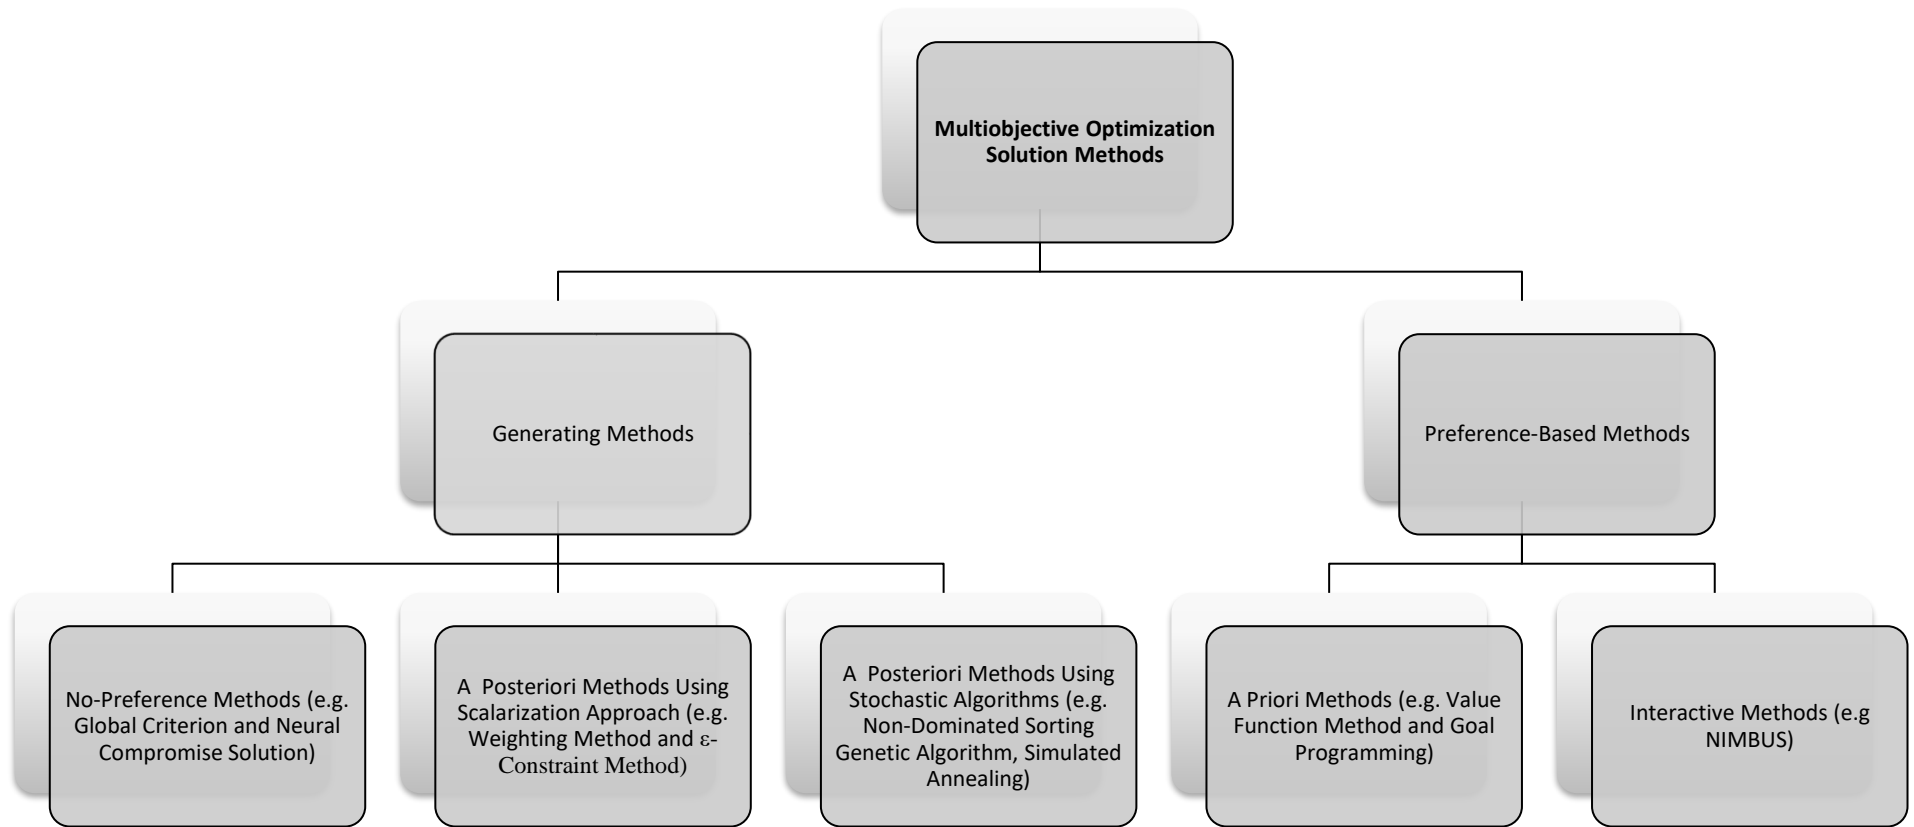 Multiobjective Optimization
Solution Methods
Generating Methods
Preference-Based Methods
No-Preference Methods (e.g.
Global Criterion and Neural
Compromise Solution)
A  Posteriori Methods Using
Scalarization Approach (e.g.
Weighting Method and ε-
Constraint Method)
A  Posteriori Methods Using
Stochastic Algorithms (e.g.
Non-Dominated Sorting
Genetic Algorithm, Simulated
Annealing)
A Priori Methods (e.g. Value
Function Method and Goal
Programming)
Interactive Methods (e.g
NIMBUS)